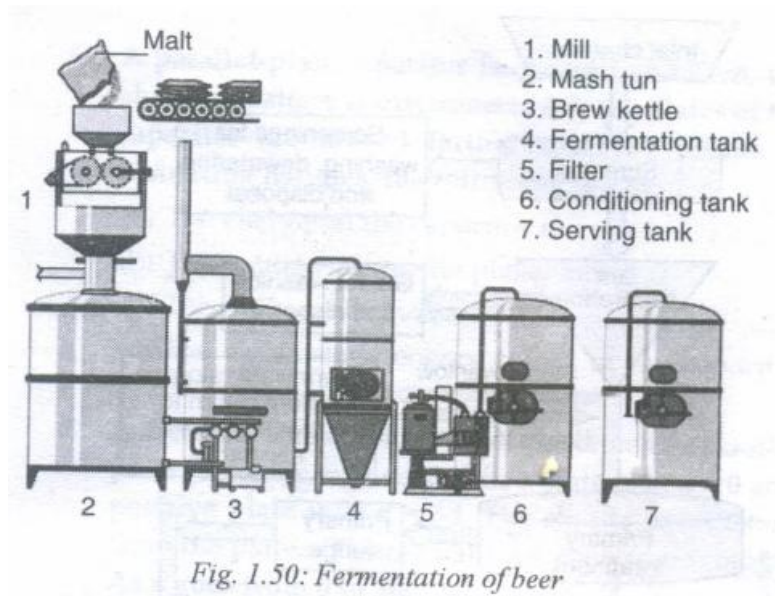 Malt
1. Mill
2. Mash tun
3. Brew kettle
4. Fermentation tank
5. Filter
6. Conditioning tank
7. Serving tank
1
2
3
4
5
6
7
Fig. 1.50: Fermentation of beer